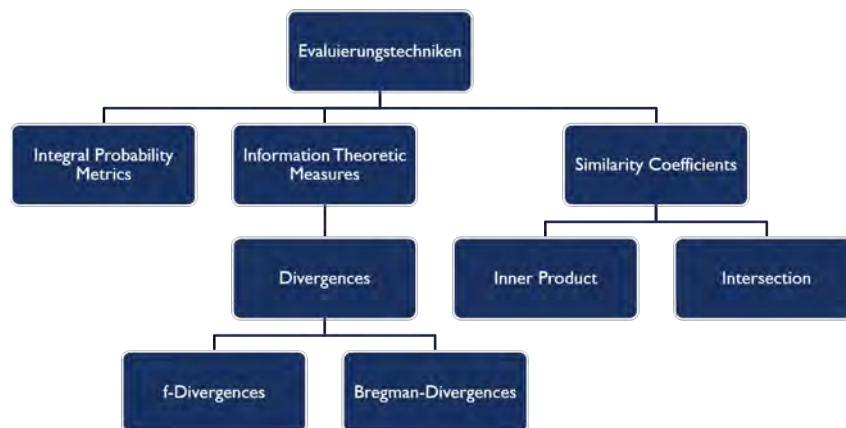 Evaluierungstechniken
Integral Probability
Metrics
Information Theoretic
Measures
Similarity Coefficients
Divergences
Inner Product
Intersection
f-Divergences
Bregman-Divergences